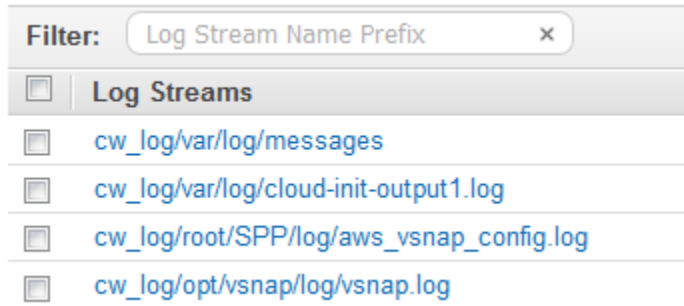 Filter: Log Stream Name Prefix ×
Log Streams
cw_log/var/log/messages
cw_log/var/log/cloud-init-output1.log
cw_log/root/SPP/log/aws_vsnap_config.log
cw_log/opt/vsnap/log/vsnap.log